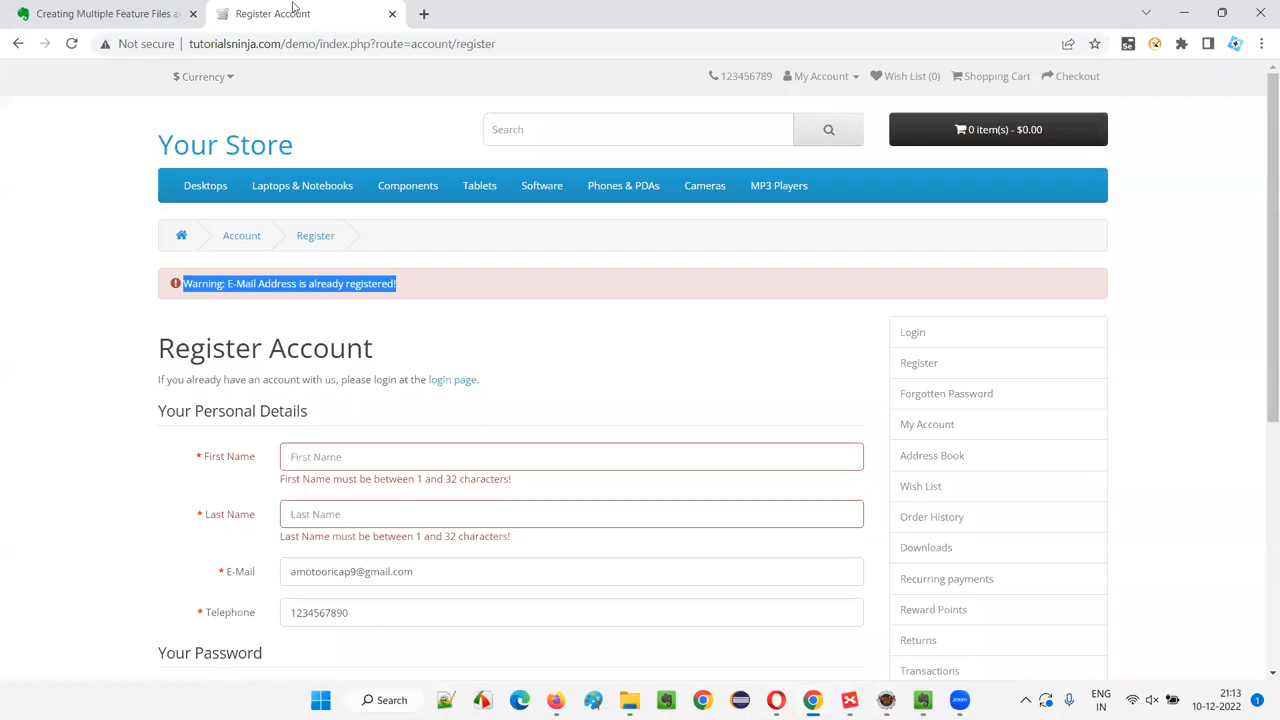 Creating Multiple Feature Files a
Register Account
Not secure
tutorialsninja.com/demo/index.php?route=account/register
$ Currency
123456789
My Account
Wish List (0)
Shopping Cart
Checkout
Your Store
Search
0 item(s) - $0.00
Desktops
Laptops & Notebooks
Components
Tablets
Software
Phones & PDAs
Cameras
MP3 Players
Account
Register
Warning: E-Mail Address is already registered!
Register Account
If you already have an account with us, please login at the login page.
Your Personal Details
* First Name
First Name
First Name must be between 1 and 32 characters!
* Last Name
Last Name
Last Name must be between 1 and 32 characters!
* E-Mail
amotooricap9@gmail.com
* Telephone
1234567890
Your Password
Login
Register
Forgotten Password
My Account
Address Book
Wish List
Order History
Downloads
Recurring payments
Reward Points
Returns
Transactions
Search
ENG
IN
21:13
10-12-2022
1